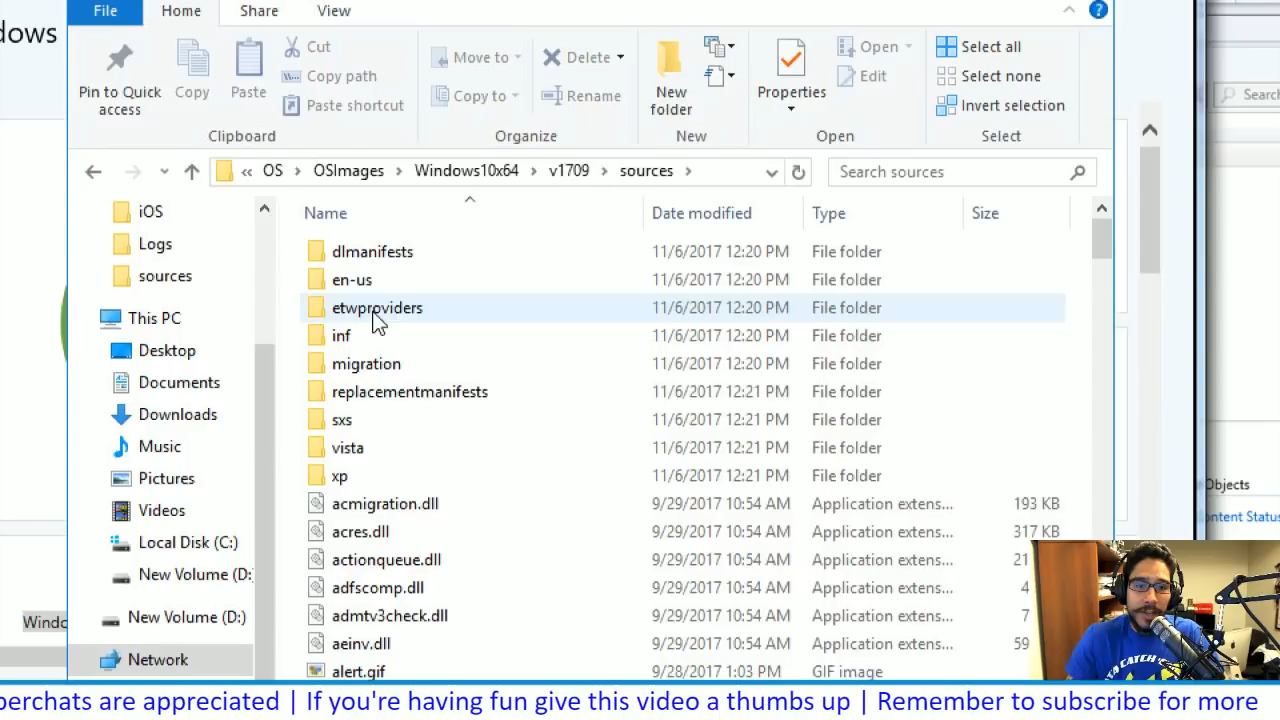 dows
File Home Share View
Pin to Quick access
Copy
Paste
Cut
Copy path
Paste shortcut
Clipboard
Move to
Copy to
Delete
Rename
Organize
New folder
New
Properties
Open
Edit
Open
Select all
Select none
Invert selection
Select
Searc
« OS > OSImages > Windows10x64 > v1709 > sources >
Search sources
Name Date modified Type Size
iOS
Logs
sources
This PC
Desktop
Documents
Downloads
Music
Pictures
Videos
Local Disk (C:)
New Volume (D:
New Volume (D:)
Network
dlmanifests 11/6/2017 12:20 PM File folder
en-us 11/6/2017 12:20 PM File folder
etwproviders 11/6/2017 12:20 PM File folder
inf 11/6/2017 12:20 PM File folder
migration 11/6/2017 12:20 PM File folder
replacementmanifests 11/6/2017 12:21 PM File folder
sxs 11/6/2017 12:21 PM File folder
vista 11/6/2017 12:21 PM File folder
xp 11/6/2017 12:21 PM File folder
acmigration.dll 9/29/2017 10:54 AM Application extens... 193 KB
acres.dll 9/29/2017 10:54 AM Application extens... 317 KB
actionqueue.dll 9/29/2017 10:54 AM Application extens... 21
adfscomp.dll 9/29/2017 10:54 AM Application extens... 4
admtv3check.dll 9/29/2017 10:54 AM Application extens... 7
aeinv.dll 9/29/2017 10:54 AM Application extens... 59
alert.gif 9/28/2017 1:03 PM GIF image
Windo
Objects
ontent Status
perchats are appreciated | If you're having fun give this video a thumbs up | Remember to subscribe for more